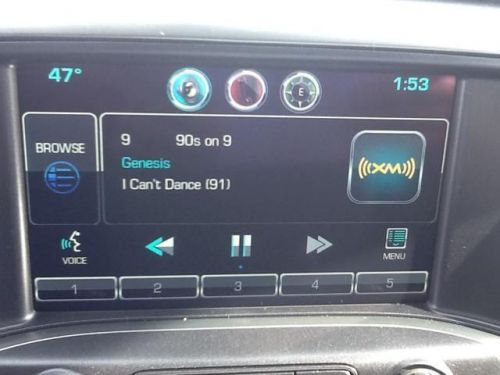 47°
E
1:53
BROWSE
9 90s on 9
Genesis
I Can't Dance (91)
((XM))
VOICE
MENU
1 2 3 4 5